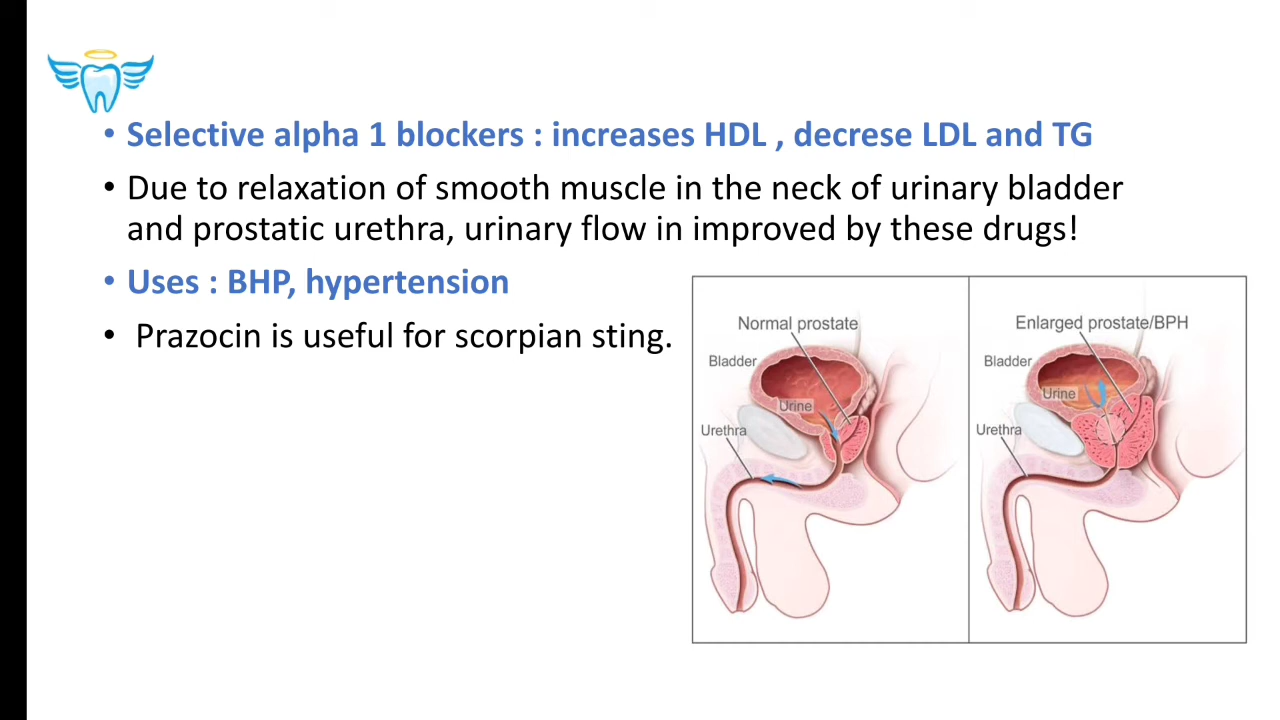 • Selective alpha 1 blockers : increases HDL , decrese LDL and TG
• Due to relaxation of smooth muscle in the neck of urinary bladder
and prostatic urethra, urinary flow in improved by these drugs!
• Uses : BHP, hypertension
• Prazocin is useful for scorpian sting.
Normal prostate
Bladder
Urine
Urethra
Enlarged prostate/BPH
Bladder
Urine
Urethra